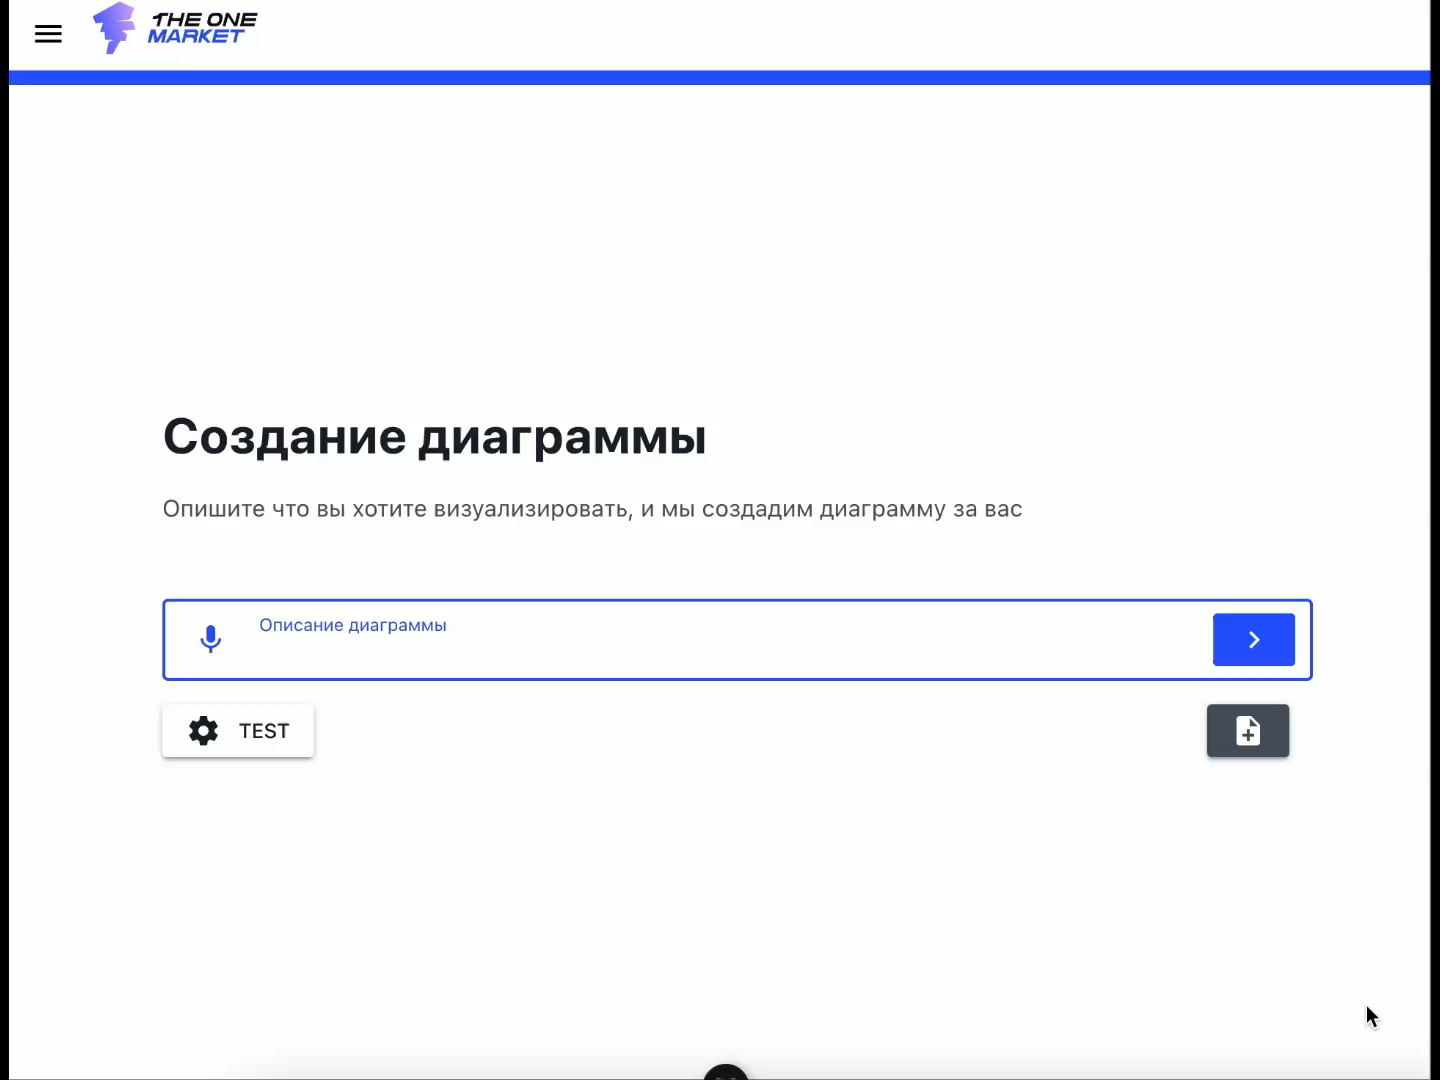 THE ONE
MARKET
Создание диаграммы
Опишите что вы хотите визуализировать, и мы создадим диаграмму за вас
Описание диаграммы
TEST